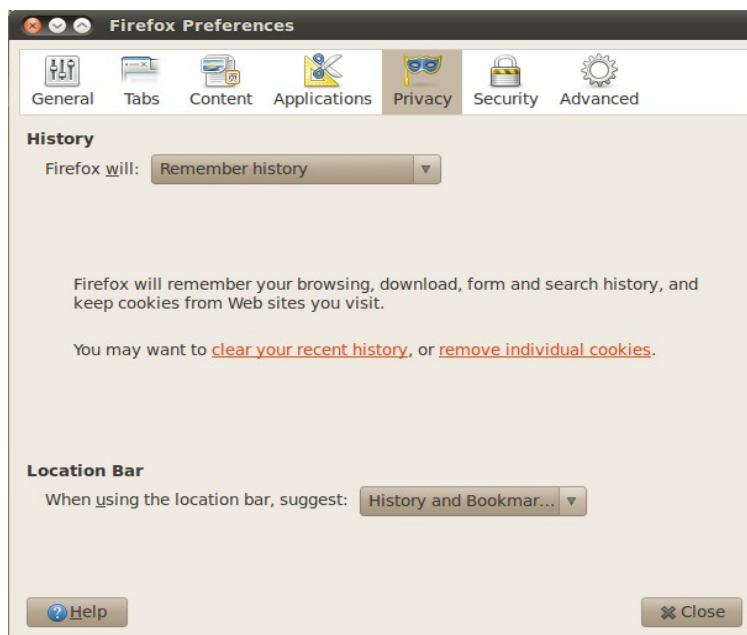 Firefox Preferences
General Tabs Content Applications Privacy Security Advanced
History
Firefox will: Remember history
Firefox will remember your browsing, download, form and search history, and
keep cookies from Web sites you visit.
You may want to clear your recent history, or remove individual cookies.
Location Bar
When using the location bar, suggest: History and Bookmar...
Help Close